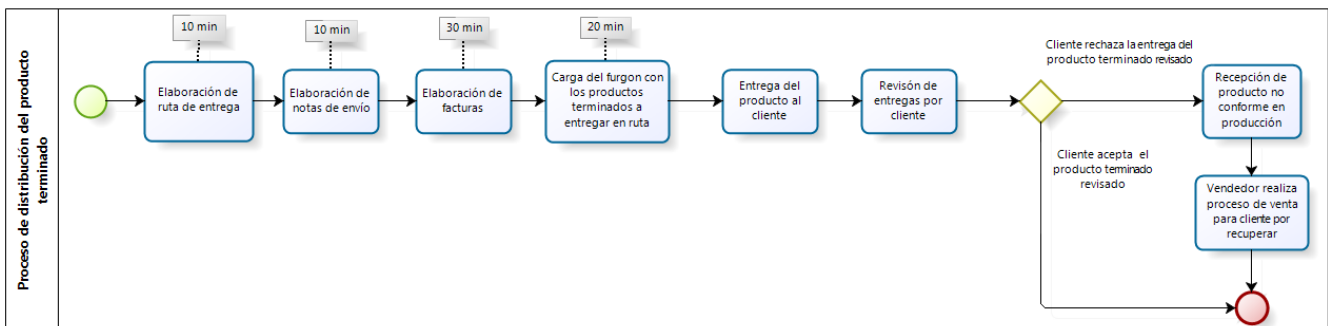 Proceso de distribución del producto
terminado
10 min
10 min
30 min
20 min
Elaboración de
ruta de entrega
Elaboración de
notas de envío
Elaboración de
facturas
Carga del furgon con
los productos
terminados a
entregar en ruta
Entrega del
producto al
cliente
Revisón de
entregas por
cliente
Cliente rechaza la entrega del
producto terminado revisado
Cliente acepta el
producto terminado
revisado
Recepción de
producto no
conforme en
producción
Vendedor realiza
proceso de venta
para cliente por
recuperar